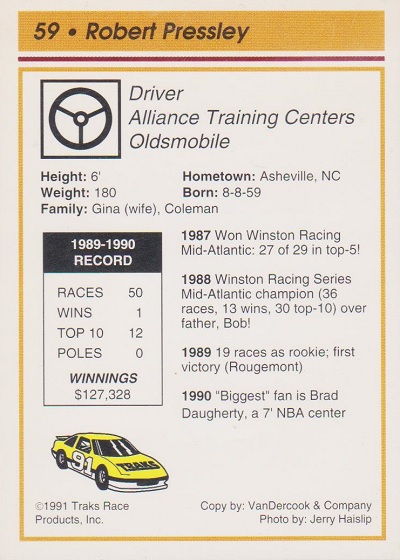 59 • Robert Pressley
Driver
Alliance Training Centers
Oldsmobile
Height: 6'
Weight: 180
Family: Gina (wife), Coleman
Hometown: Asheville, NC
Born: 8-8-59
1989-1990
RECORD
RACES 50
WINS 1
TOP 10 12
POLES 0
WINNINGS
$127,328
1987 Won Winston Racing
Mid-Atlantic: 27 of 29 in top-5!
1988 Winston Racing Series
Mid-Atlantic champion (36
races, 13 wins, 30 top-10) over
father, Bob!
1989 19 races as rookie; first
victory (Rougemont)
1990 "Biggest" fan is Brad
Daugherty, a 7' NBA center
91
TRAKS
©1991 Traks Race
Products, Inc.
Copy by: VanDercook & Company
Photo by: Jerry Haislip